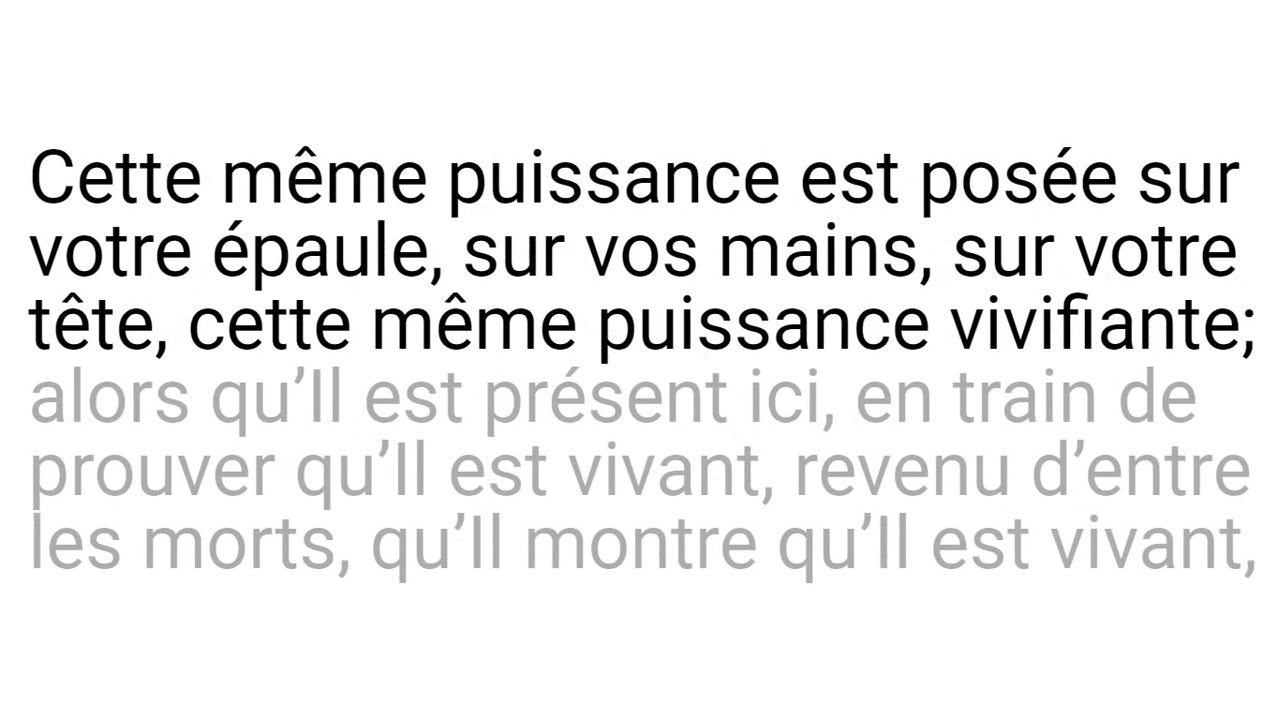 Cette même puissance est posée sur
votre épaule, sur vos mains, sur votre
tête, cette même puissance vivifiante;
alors qu’Il est présent ici, en train de
prouver qu’Il est vivant, revenu d’entre
les morts, qu’Il montre qu’Il est vivant,